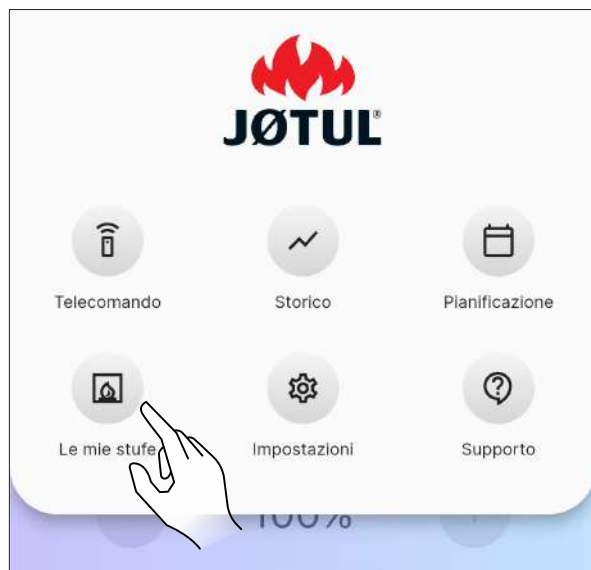 JØTUL®
Telecomando
Storico
Pianificazione
Le mie stufe
Impostazioni
Supporto
100%